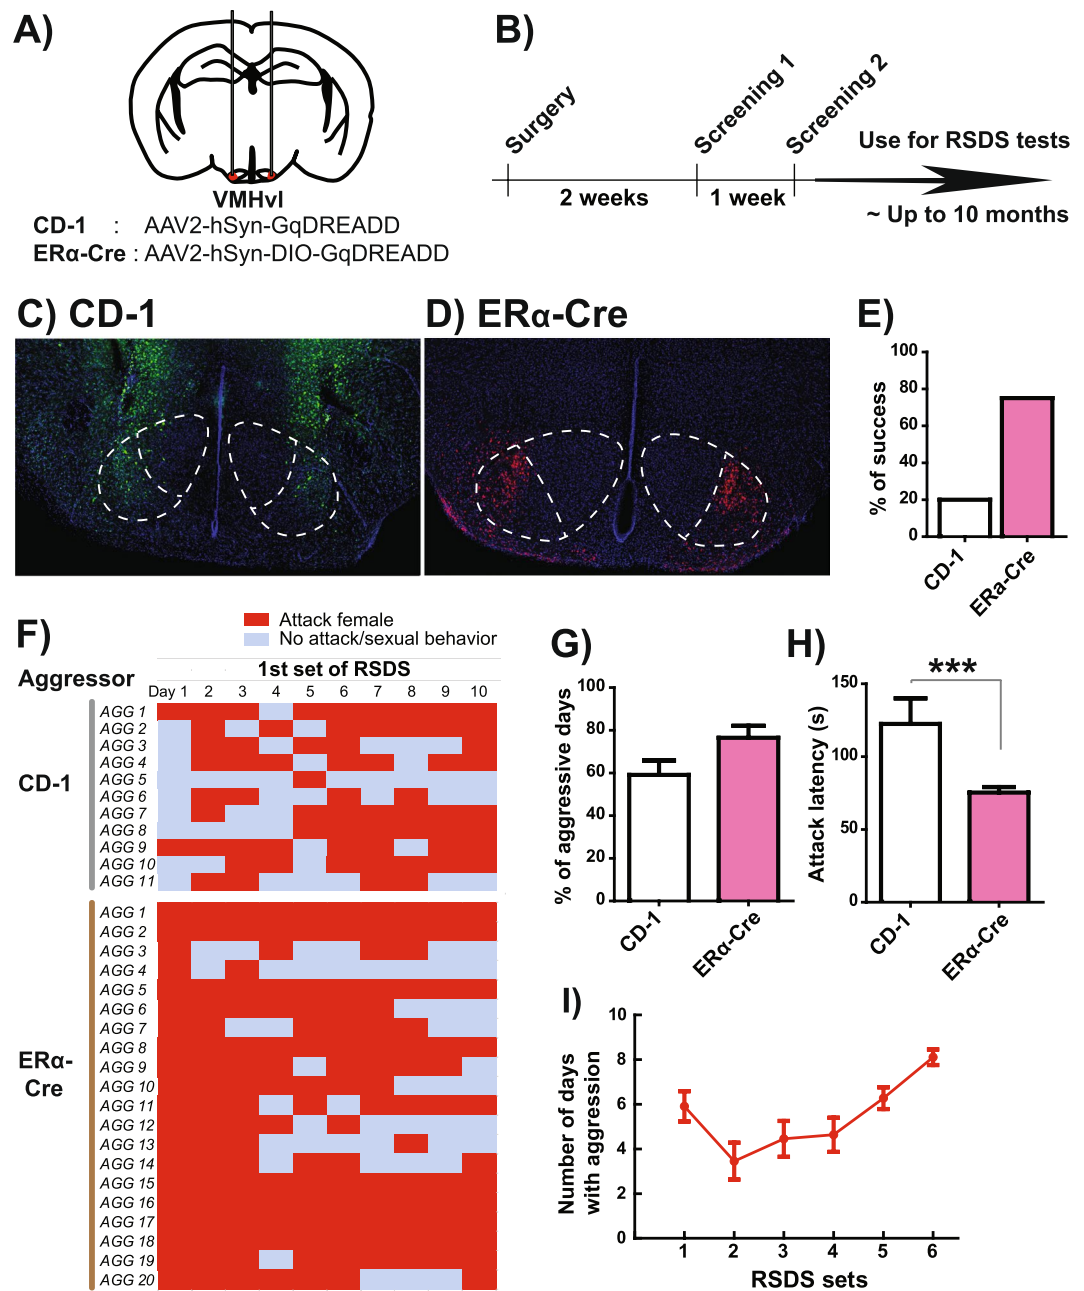 A)
VMHvl
CD-1 : AAV2-hSyn-GqDREADD
ERα-Cre : AAV2-hSyn-DIO-GqDREADD
B)
Surgery
Screening 1
Screening 2
2 weeks
1 week
Use for RSDS tests
~ Up to 10 months
C) CD-1
D) ERα-Cre
E)
% of success
100
80
60
40
20
0
CD-1
ERa-Cre
F)
Attack female
No attack/sexual behavior
Aggressor
1st set of RSDS
Day 1 2 3 4 5 6 7 8 9 10
CD-1
AGG 1
AGG 2
AGG 3
AGG 4
AGG 5
AGG 6
AGG 7
AGG 8
AGG 9
AGG 10
AGG 11
ERα-
Cre
AGG 1
AGG 2
AGG 3
AGG 4
AGG 5
AGG 6
AGG 7
AGG 8
AGG 9
AGG 10
AGG 11
AGG 12
AGG 13
AGG 14
AGG 15
AGG 16
AGG 17
AGG 18
AGG 19
AGG 20
G)
% of aggressive days
100
80
60
40
20
0
CD-1
ERα-Cre
H)
***
Attack latency (s)
150
100
50
0
CD-1
ERα-Cre
I)
Number of days
with aggression
10
8
6
4
2
0
1 2 3 4 5 6
RSDS sets